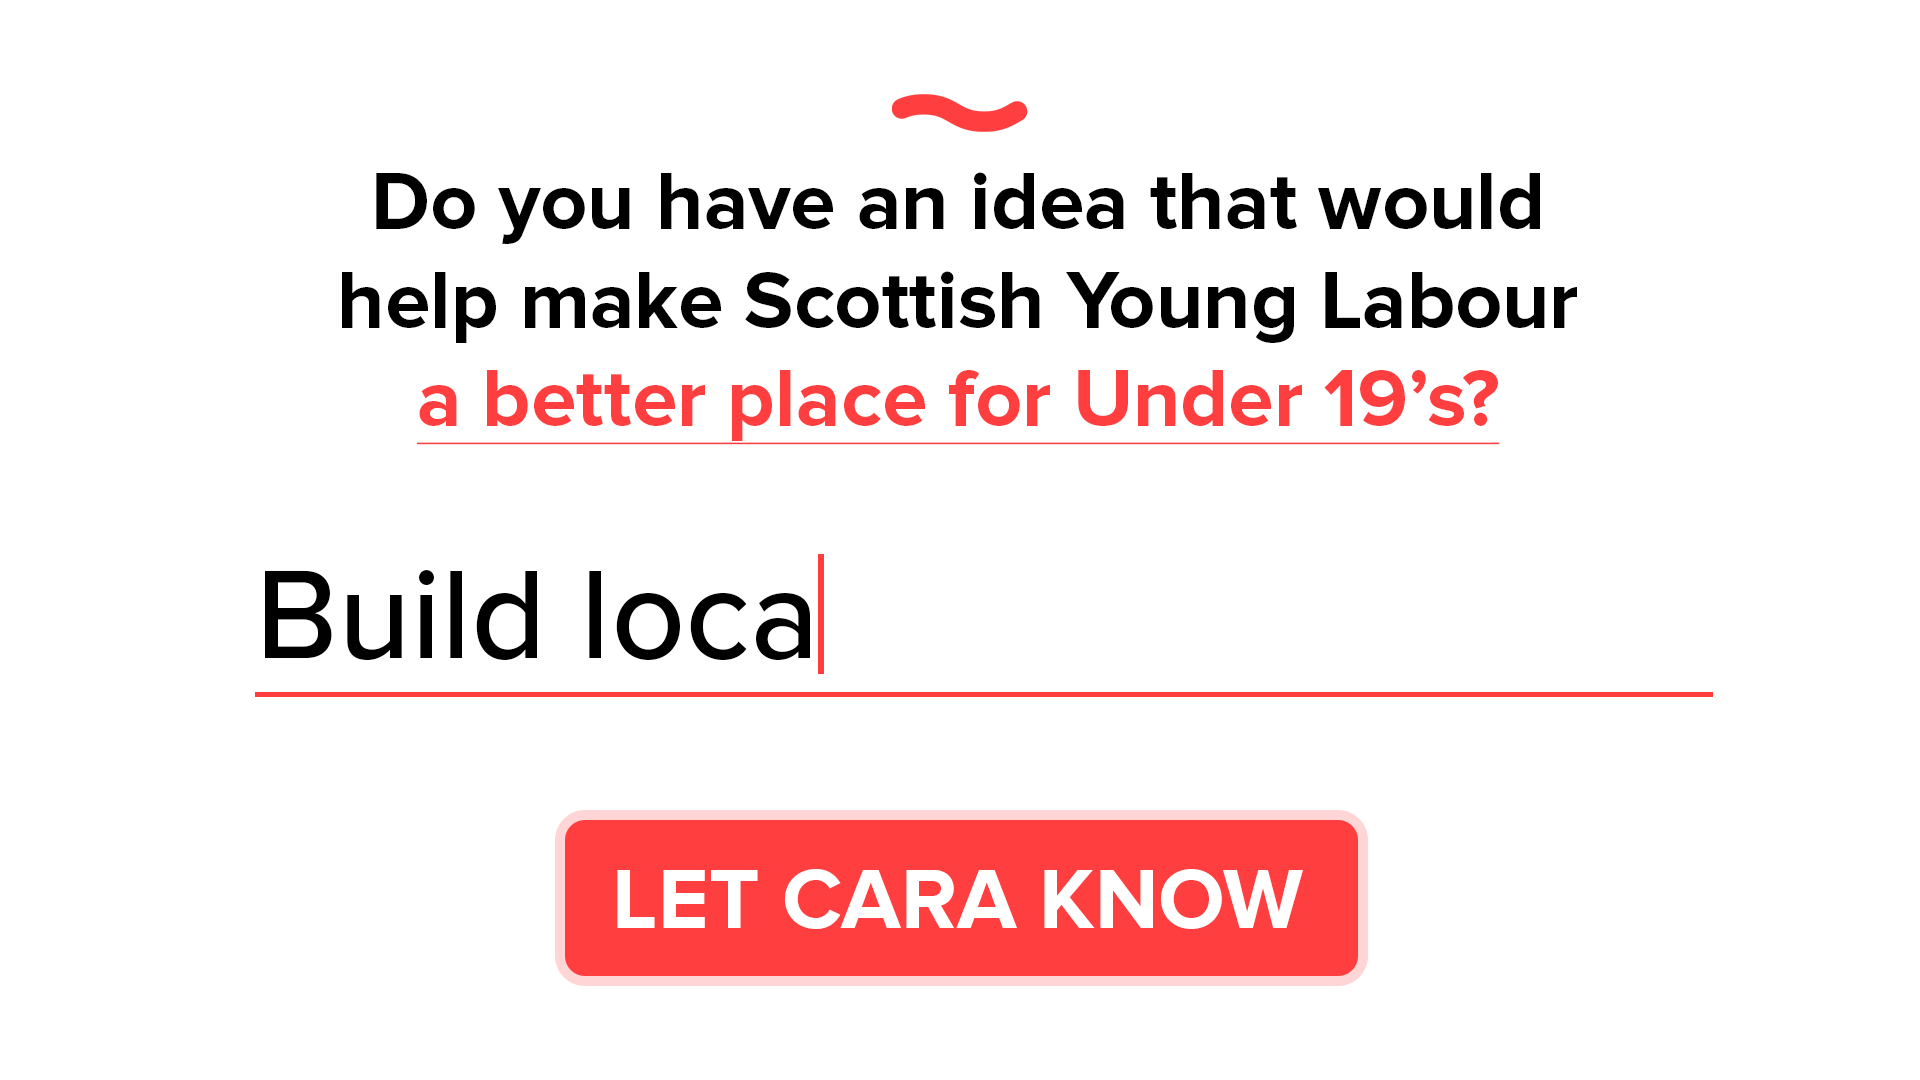 Do you have an idea that would
help make Scottish Young Labour
a better place for Under 19’s?
Build loca
LET CARA KNOW